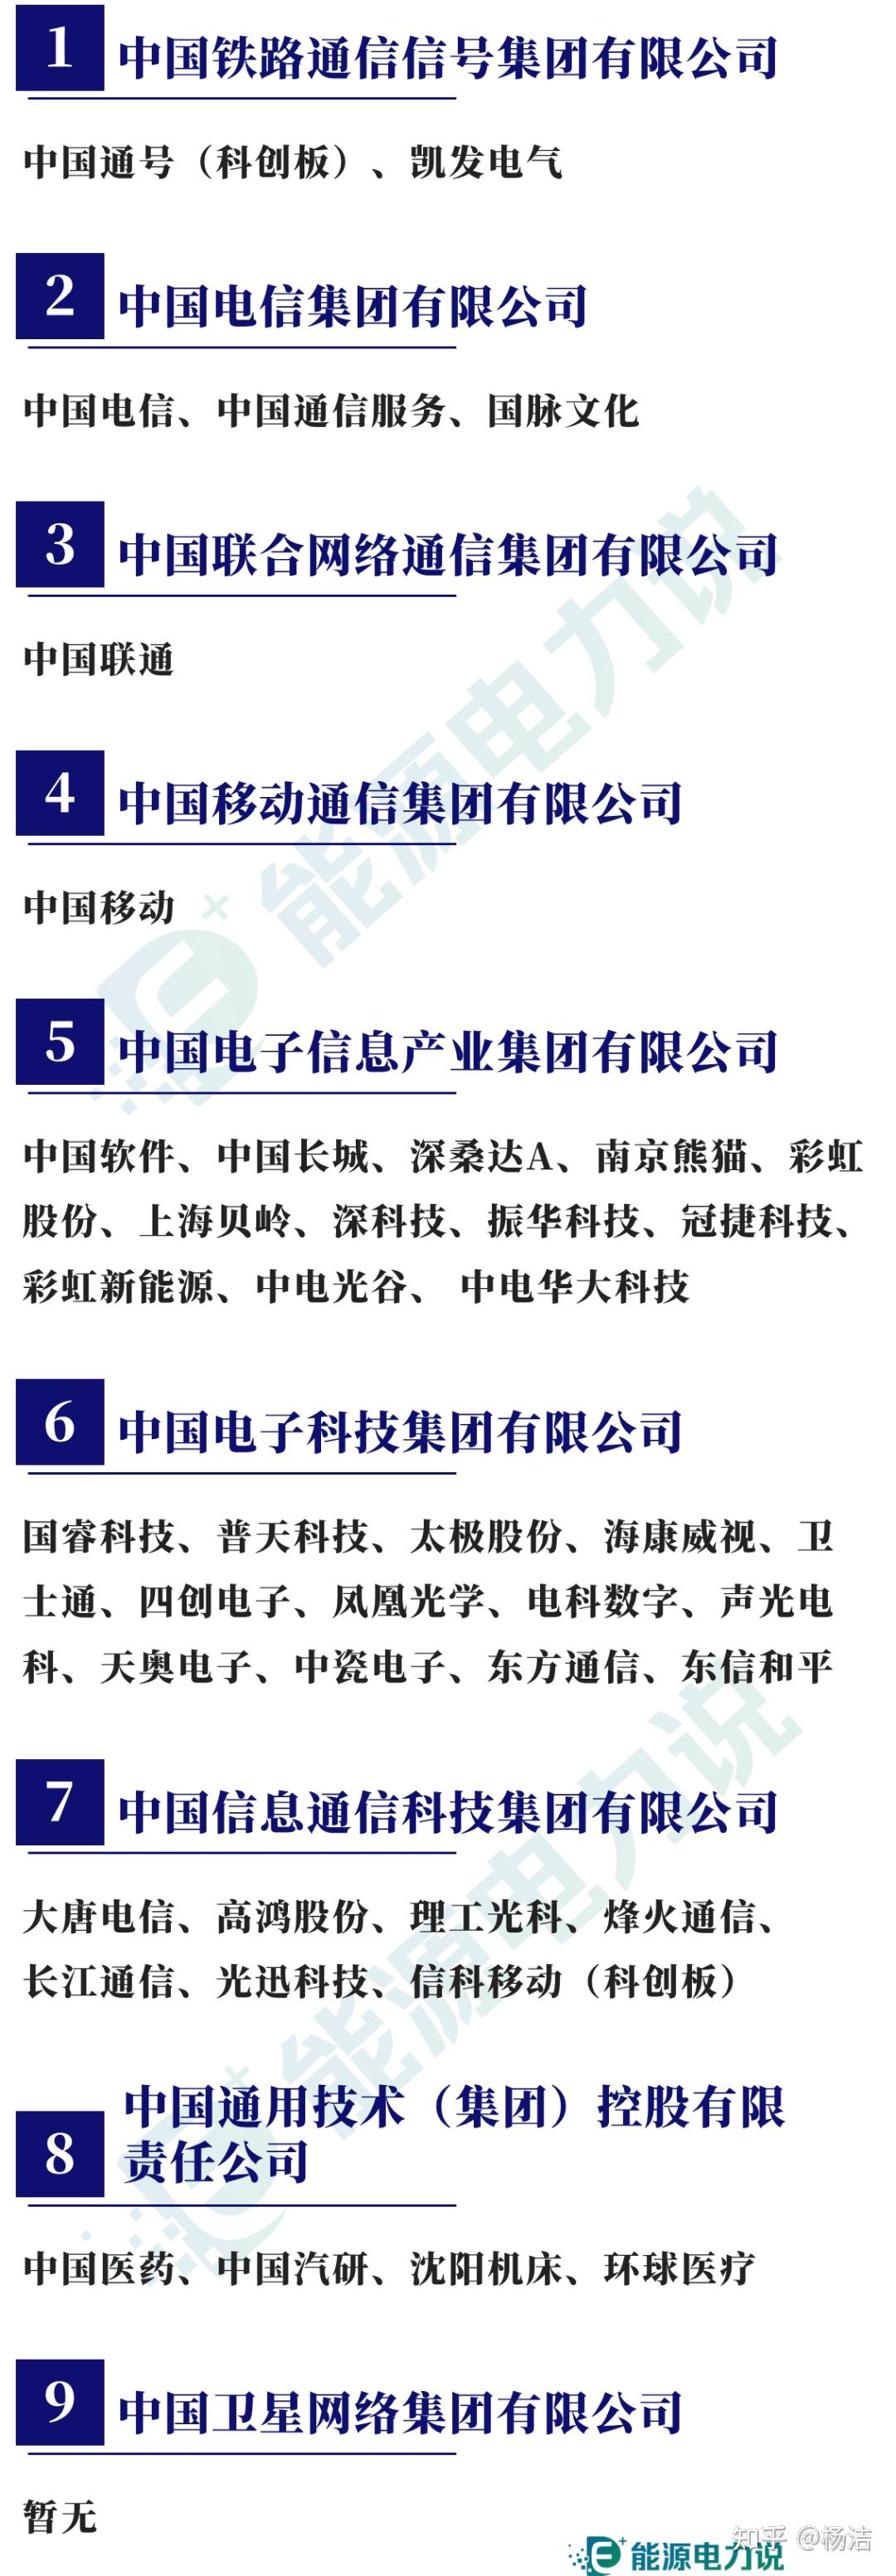 1
中国铁路通信信号集团有限公司
中国通号（科创板）、凯发电气
2
中国电信集团有限公司
中国电信、中国通信服务、国脉文化
3
中国联合网络通信集团有限公司
中国联通
4
中国移动通信集团有限公司
中国移动
5
中国电子信息产业集团有限公司
中国软件、中国长城、深桑达A、南京熊猫、彩虹
股份、上海贝岭、深科技、振华科技、冠捷科技、
彩虹新能源、中电光谷、 中电华大科技
6
中国电子科技集团有限公司
国睿科技、普天科技、太极股份、海康威视、卫
士通、四创电子、凤凰光学、电科数字、声光电
科、天奥电子、中瓷电子、东方通信、东信和平
7
中国信息通信科技集团有限公司
大唐电信、高鸿股份、理工光科、烽火通信、
长江通信、光迅科技、信科移动（科创板）
8
中国通用技术（集团）控股有限
责任公司
中国医药、中国汽研、沈阳机床、环球医疗
9
中国卫星网络集团有限公司
暂无
能源电力说
能源电力说
能源电力说
知乎 @杨洁